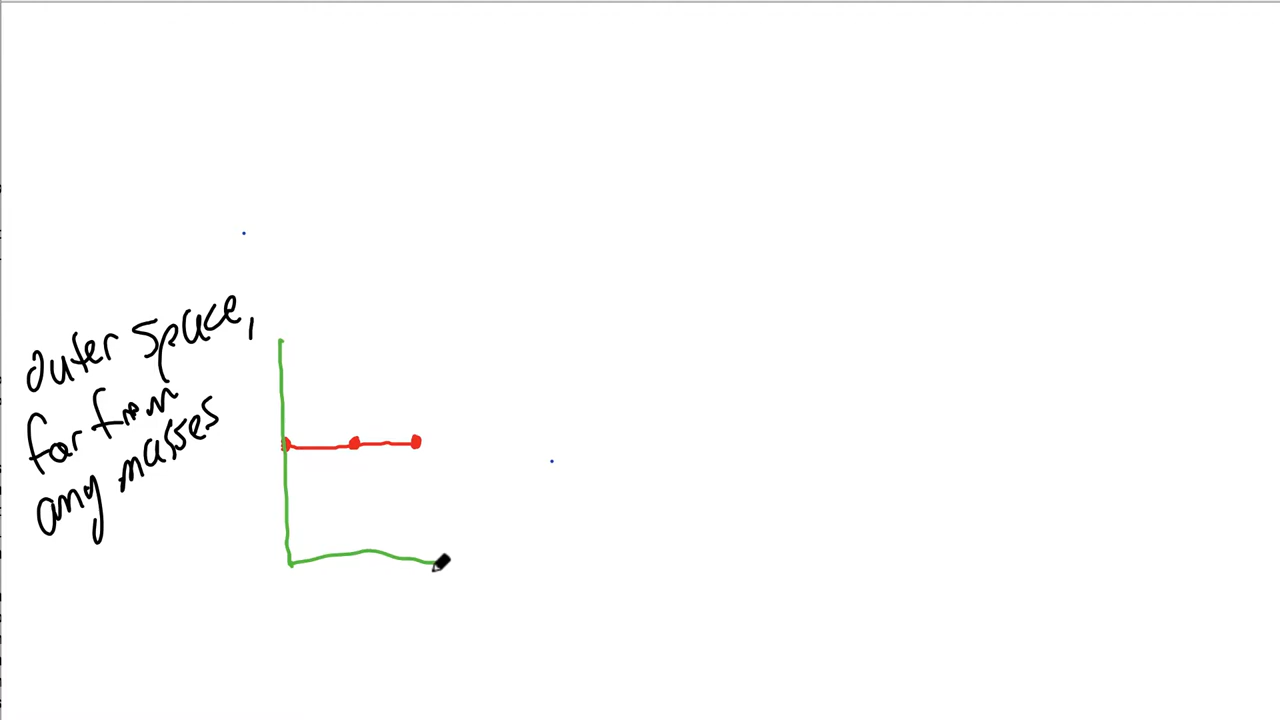 outer space,
far from
any masses